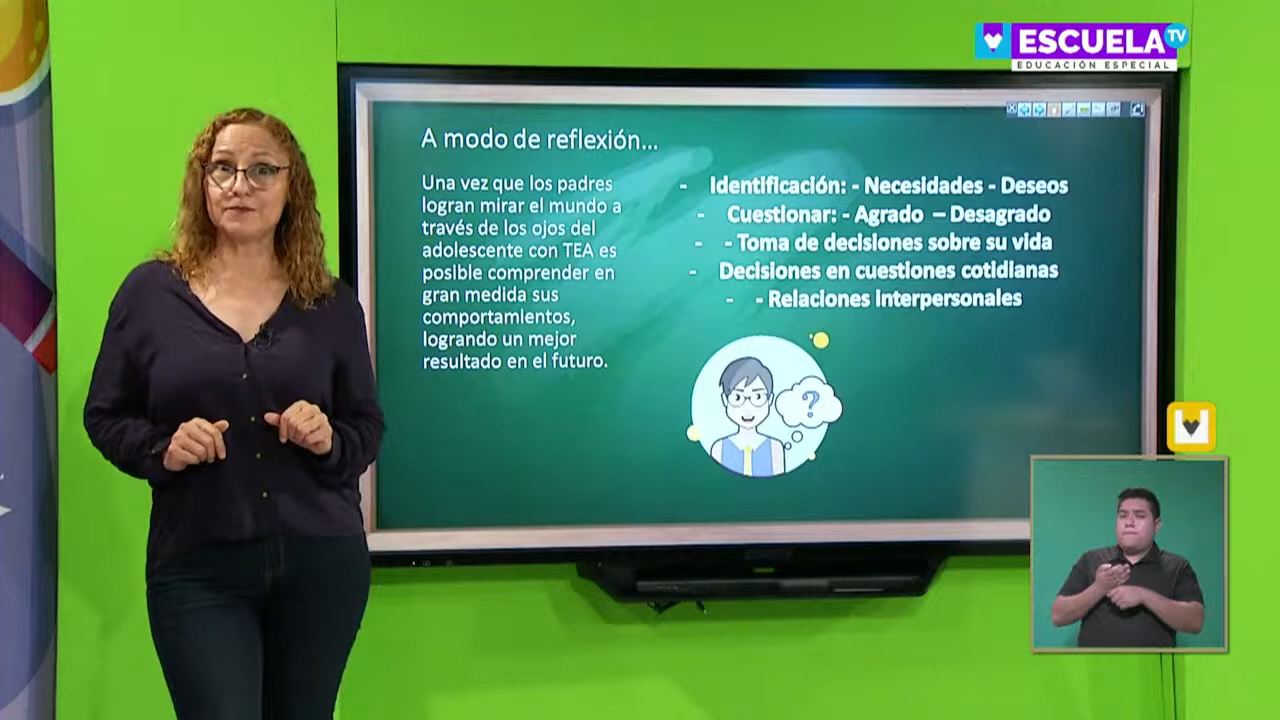 ESCUELA TV
EDUCACIÓN ESPECIAL
A modo de reflexión...
Una vez que los padres
logran mirar el mundo a
través de los ojos del
adolescente con TEA es
posible comprender en
gran medida sus
comportamientos,
logrando un mejor
resultado en el futuro.
- Identificación: - Necesidades - Deseos
- Cuestionar: - Agrado – Desagrado
- - Toma de decisiones sobre su vida
- Decisiones en cuestiones cotidianas
- - Relaciones interpersonales
?